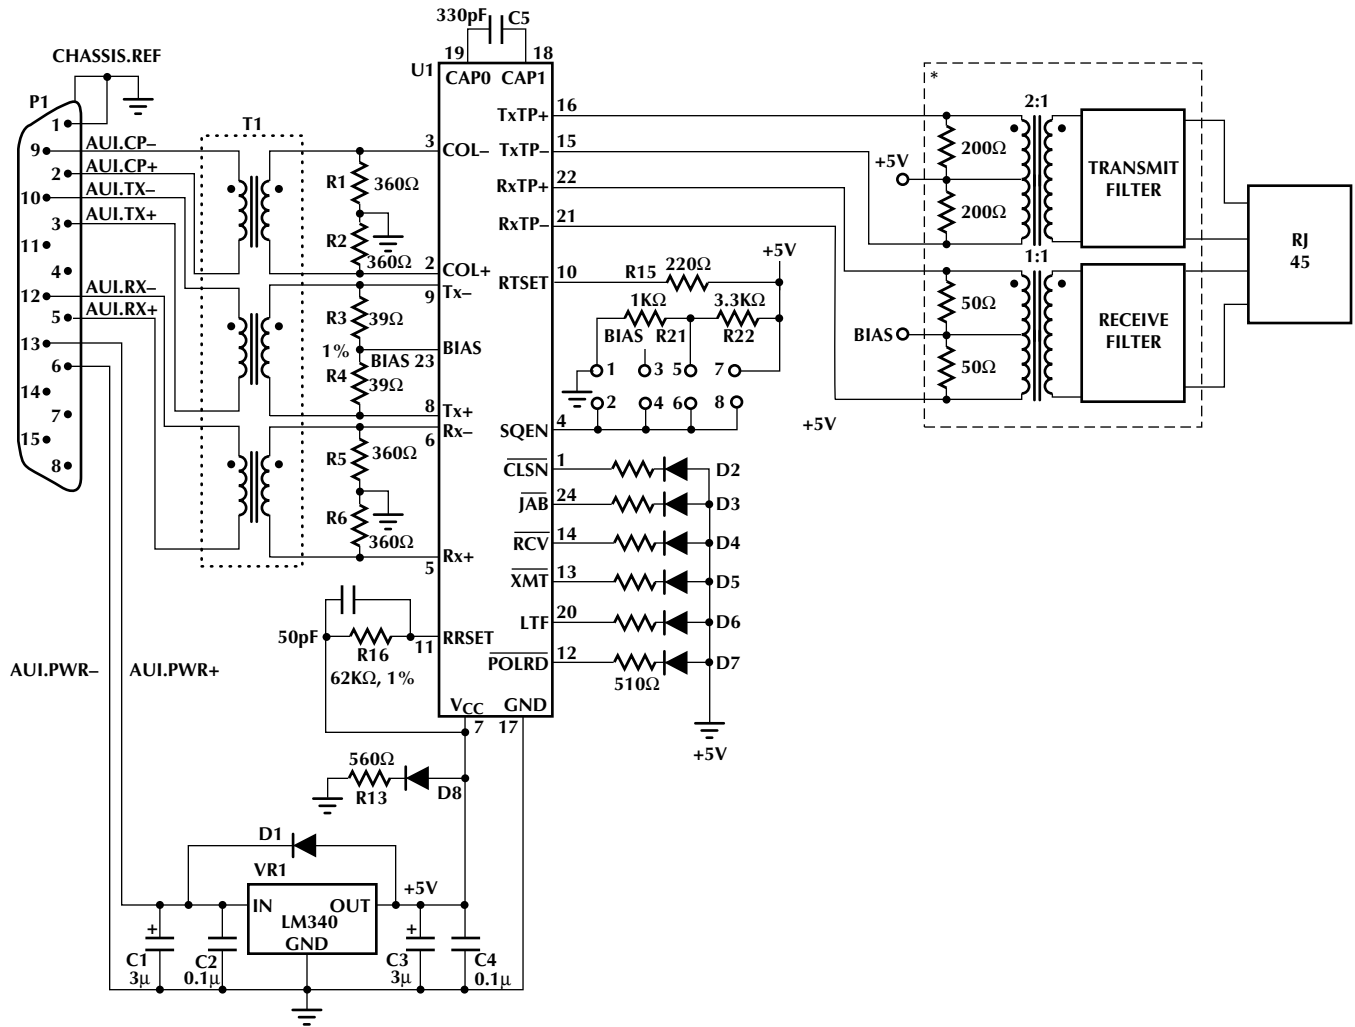 330pF
C5
19
18
CHASSIS.REF
U1
CAP0 CAP1
*
P1
2:1
TxTP+
16
1
T1
9
AUI.CP–
3
COL–
TxTP–
15
200Ω
TRANSMIT
FILTER
2
AUI.CP+
+5V
R1
360Ω
RxTP+
22
10
AUI.TX–
200Ω
3
AUI.TX+
RxTP–
21
RJ
45
11
R2
360Ω
+5V
1:1
4
2
COL+
RTSET
10
R15
220Ω
12
AUI.RX–
9
Tx–
1KΩ
3.3KΩ
50Ω
RECEIVE
FILTER
5
AUI.RX+
R3
39Ω
BIAS
R21
R22
BIAS
13
1%
BIAS 23
BIAS
6
R4
39Ω
1
3
5
7
50Ω
14
2
4
6
8
7
8
Tx+
+5V
15
6
Rx–
SQEN
4
8
R5
360Ω
CLSN
1
D2
JAB
24
D3
R6
360Ω
RCV
14
D4
5
Rx+
XMT
13
D5
LTF
20
D6
50pF
R16
11
RRSET
62KΩ, 1%
POLRD
12
D7
510Ω
AUI.PWR–
AUI.PWR+
VCC
GND
7
17
+5V
560Ω
R13
D8
D1
VR1
+5V
IN
OUT
LM340
GND
+
C1
3µ
C2
0.1µ
+
C3
3µ
C4
0.1µ